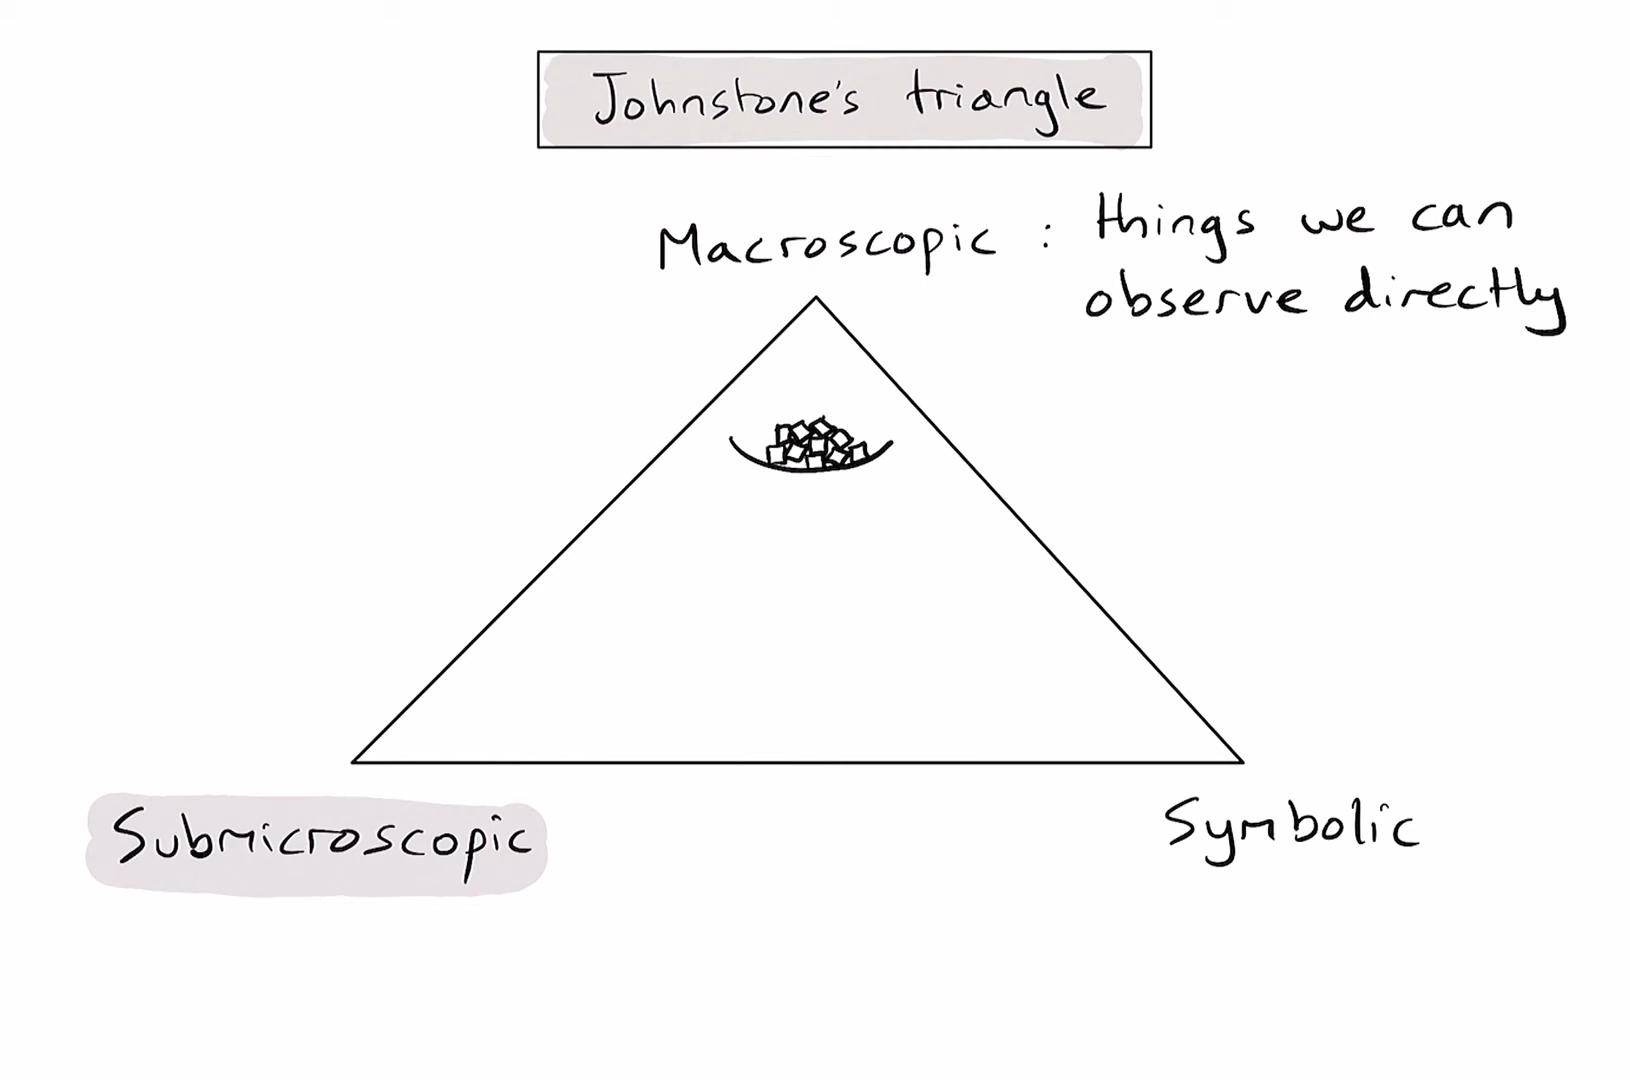 Johnstone's triangle
Macroscopic : things we can
observe directly
Submicroscopic
Symbolic